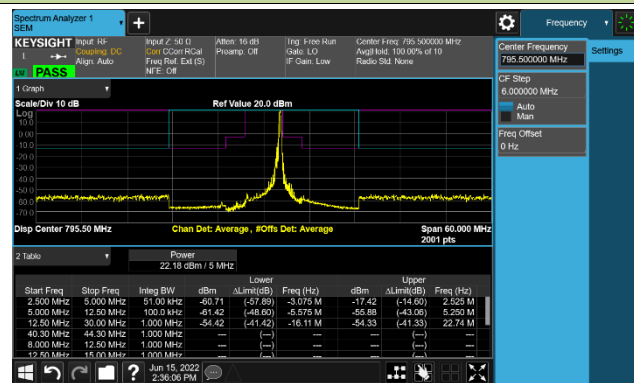 Spectrum Analyzer 1
SEM
Frequency
KEYSIGHT
Input: RF
Coupling: DC
Align: Auto
Input Z: 50 Ω
Corr CCorr RCal
Freq Ref: Ext (S)
NFE: Off
Atten: 16 dB
Preamp: Off
Trig: Free Run
Gate: LO
IF Gain: Low
Center Freq: 795.500000 MHz
Avg|Hold: 100.00% of 10
Radio Std: None
L
PASS
Center Frequency
795.500000 MHz
Settings
CF Step
6.000000 MHz
Auto
Man
Freq Offset
0 Hz
1 Graph
Scale/Div 10 dB
Ref Value 20.0 dBm
Log
10.0
0.00
-10.0
-20.0
-30.0
-40.0
-50.0
-60.0
-70.0
Disp Center 795.50 MHz
Chan Det: Average , #Offs Det: Average
Span 60.000 MHz
2001 pts
2 Table
Power
22.18 dBm / 5 MHz
Lower Upper
Start Freq Stop Freq Integ BW dBm ΔLimit(dB) Freq (Hz) dBm ΔLimit(dB) Freq (Hz)
2.500 MHz 5.000 MHz 51.00 kHz -60.71 (-57.89) -3.075 M -17.42 (-14.60) 2.525 M
5.000 MHz 12.50 MHz 100.0 kHz -61.42 (-48.60) -5.575 M -55.88 (-43.06) 5.250 M
12.50 MHz 30.00 MHz 1.000 MHz -54.42 (-41.42) -16.11 M -54.33 (-41.33) 22.74 M
40.30 MHz 44.30 MHz 1.000 MHz --- (---) --- --- (---) ---
8.000 MHz 12.50 MHz 1.000 MHz --- (---) --- --- (---) ---
12.50 MHz 15.00 MHz 1.000 MHz --- (---) --- --- (---) ---
?
Jun 15, 2022
2:36:06 PM